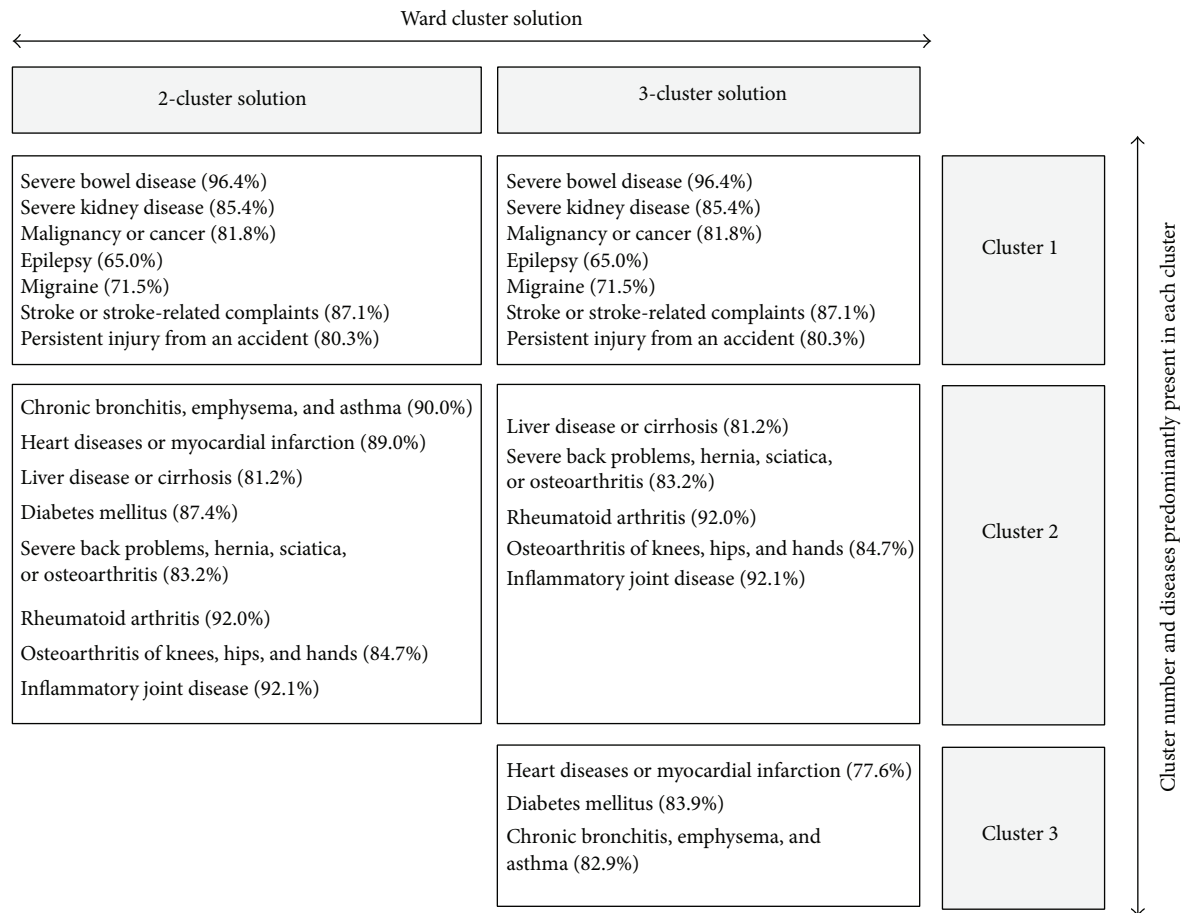 Ward cluster solution
2-cluster solution
3-cluster solution
Severe bowel disease (96.4%)
Severe kidney disease (85.4%)
Malignancy or cancer (81.8%)
Epilepsy (65.0%)
Migraine (71.5%)
Stroke or stroke-related complaints (87.1%)
Persistent injury from an accident (80.3%)
Severe bowel disease (96.4%)
Severe kidney disease (85.4%)
Malignancy or cancer (81.8%)
Epilepsy (65.0%)
Migraine (71.5%)
Stroke or stroke-related complaints (87.1%)
Persistent injury from an accident (80.3%)
Cluster 1
Chronic bronchitis, emphysema, and asthma (90.0%)
Heart diseases or myocardial infarction (89.0%)
Liver disease or cirrhosis (81.2%)
Diabetes mellitus (87.4%)
Severe back problems, hernia, sciatica,
or osteoarthritis (83.2%)
Rheumatoid arthritis (92.0%)
Osteoarthritis of knees, hips, and hands (84.7%)
Inflammatory joint disease (92.1%)
Liver disease or cirrhosis (81.2%)
Severe back problems, hernia, sciatica,
or osteoarthritis (83.2%)
Rheumatoid arthritis (92.0%)
Osteoarthritis of knees, hips, and hands (84.7%)
Inflammatory joint disease (92.1%)
Cluster 2
Heart diseases or myocardial infarction (77.6%)
Diabetes mellitus (83.9%)
Chronic bronchitis, emphysema, and
asthma (82.9%)
Cluster 3
Cluster number and diseases predominantly present in each cluster